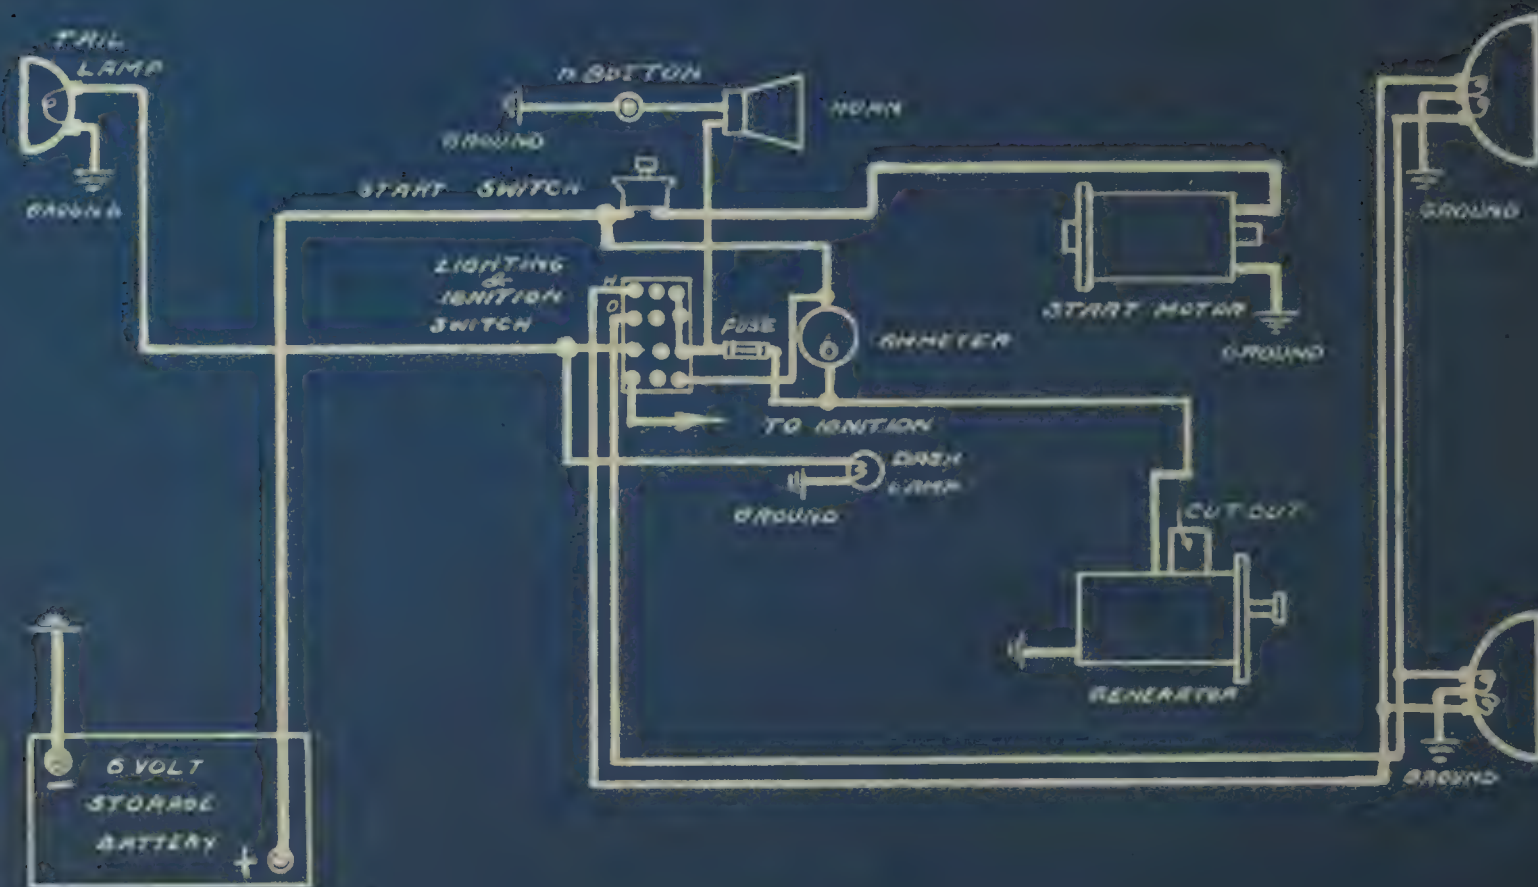 TAIL
LAMP
GROUND
H. BUTTON
HORN
GROUND
START SWITCH
LIGHTING
&
IGNITION
SWITCH
H
D
FUSE
AMMETER
START MOTOR
GROUND
GROUND
TO IGNITION
DASH
LAMP
GROUND
CUT-OUT
GENERATOR
6 VOLT
STORAGE
BATTERY
- +
GROUND